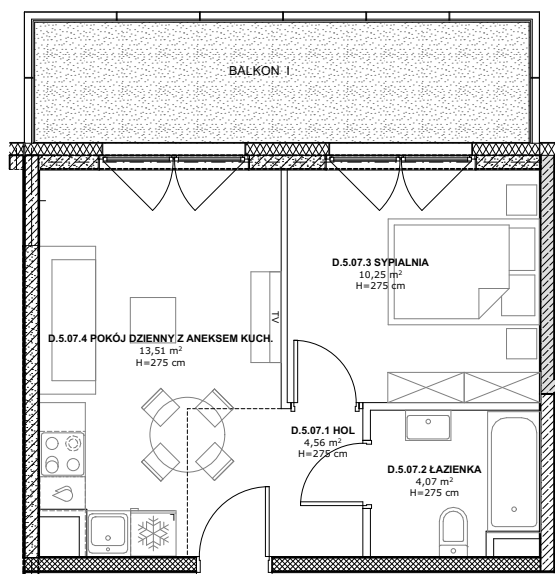 BALKON I
D.5.07.3 SYPIALNIA
10,25 m²
H=275 cm
TV
D.5.07.4 POKÓJ DZIENNY Z ANEKSEM KUCH.
13,51 m²
H=275 cm
D.5.07.1 HOL
4,56 m²
H=275 cm
D.5.07.2 ŁAZIENKA
4,07 m²
H=275 cm